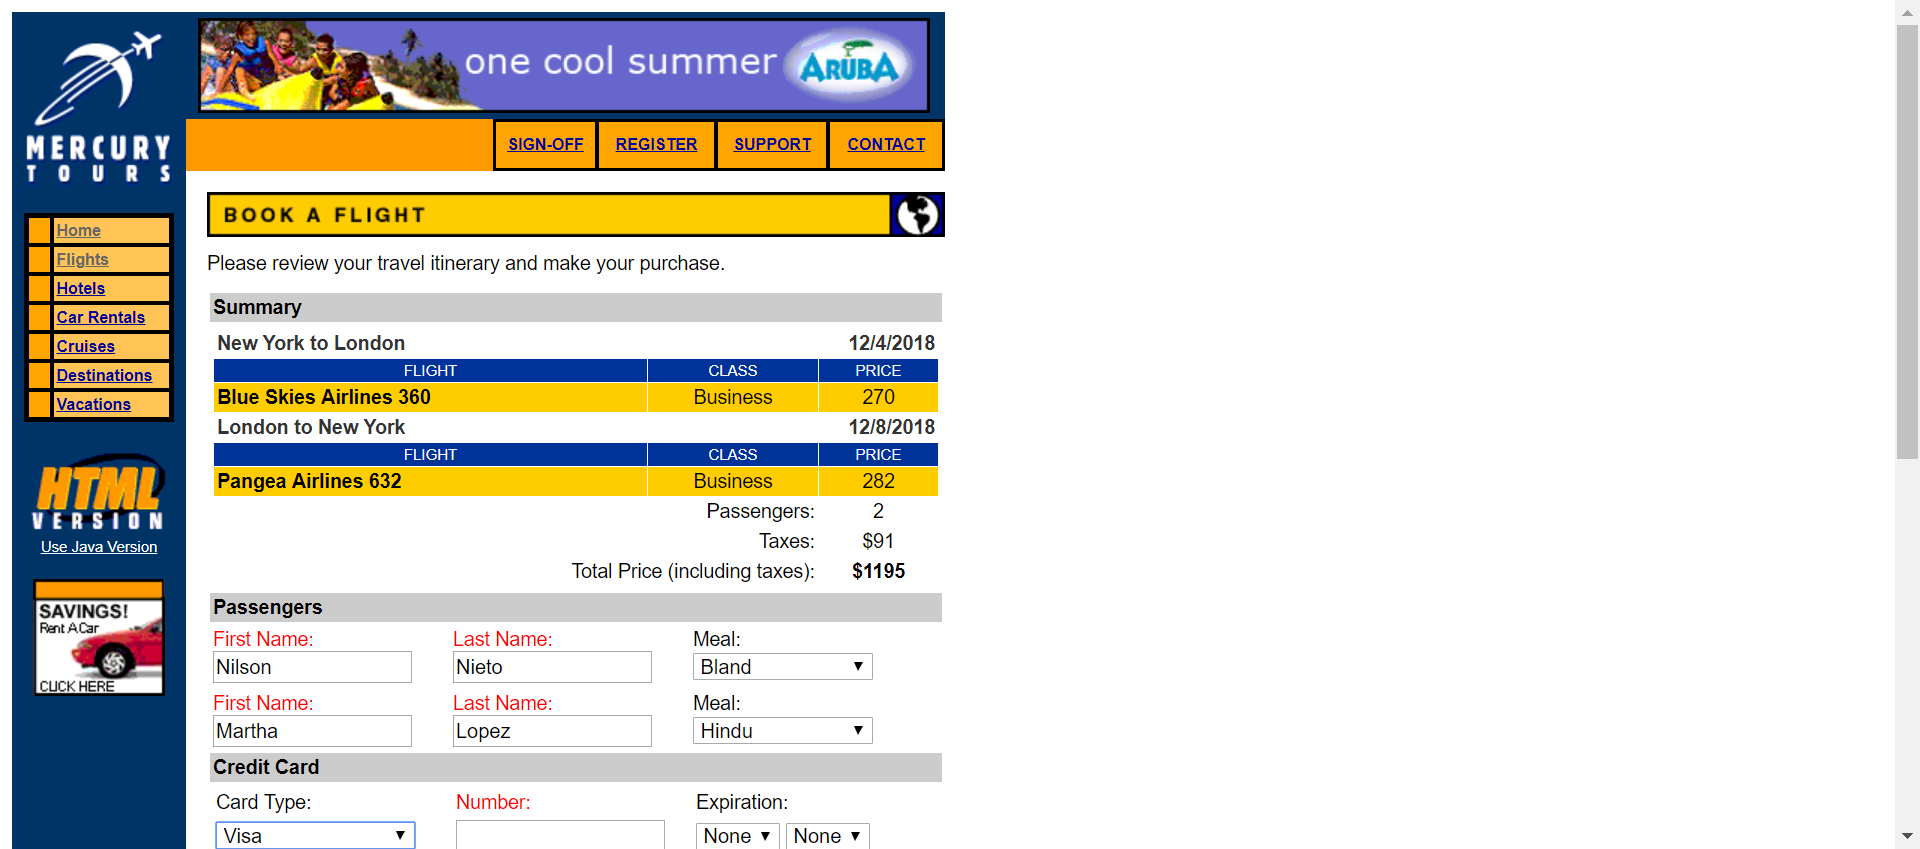 one cool summer ARUBA
MERCURY
TOURS
SIGN-OFF REGISTER SUPPORT CONTACT
BOOK A FLIGHT
Home
Flights
Hotels
Car Rentals
Cruises
Destinations
Vacations
HTML
VERSION
Use Java Version
SAVINGS!
Rent A Car
CLICK HERE
Please review your travel itinerary and make your purchase.
Summary
New York to London 12/4/2018
FLIGHT CLASS PRICE
Blue Skies Airlines 360 Business 270
London to New York 12/8/2018
FLIGHT CLASS PRICE
Pangea Airlines 632 Business 282
Passengers: 2
Taxes: $91
Total Price (including taxes): $1195
Passengers
First Name: Last Name: Meal:
Nilson Nieto Bland
First Name: Last Name: Meal:
Martha Lopez Hindu
Credit Card
Card Type: Number: Expiration:
Visa None None